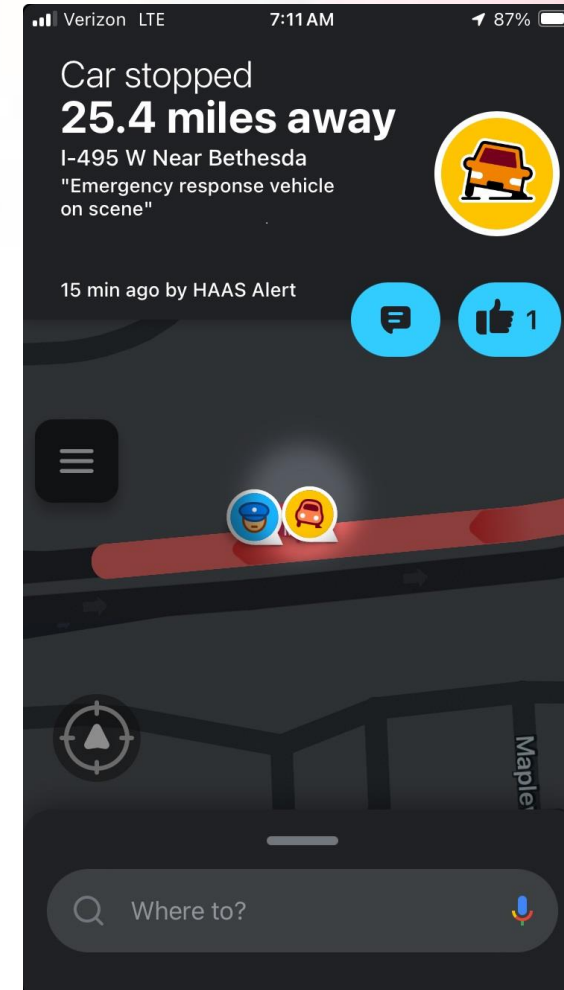 Verizon LTE 7:11 AM 87%
Car stopped
25.4 miles away
I-495 W Near Bethesda
"Emergency response vehicle
on scene"
15 min ago by HAAS Alert
1
Where to?